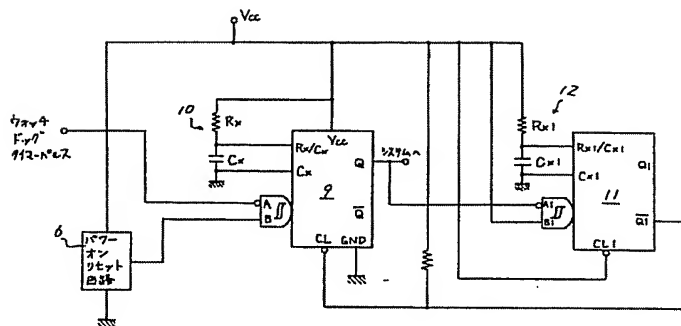 Vcc
12
10
Rx
Rx1
ウォッチ
ドッグ
タイマーパルス
Vcc
Rx/Cx
Q
システムへ
Rx1/Cx1
Q1
Cx
Cx
Cx1
Cx1
9
11
A
B
Q̅
A1
B1
Q̅1
6
パワー
オン
リセット
回路
CL
GND
CL1